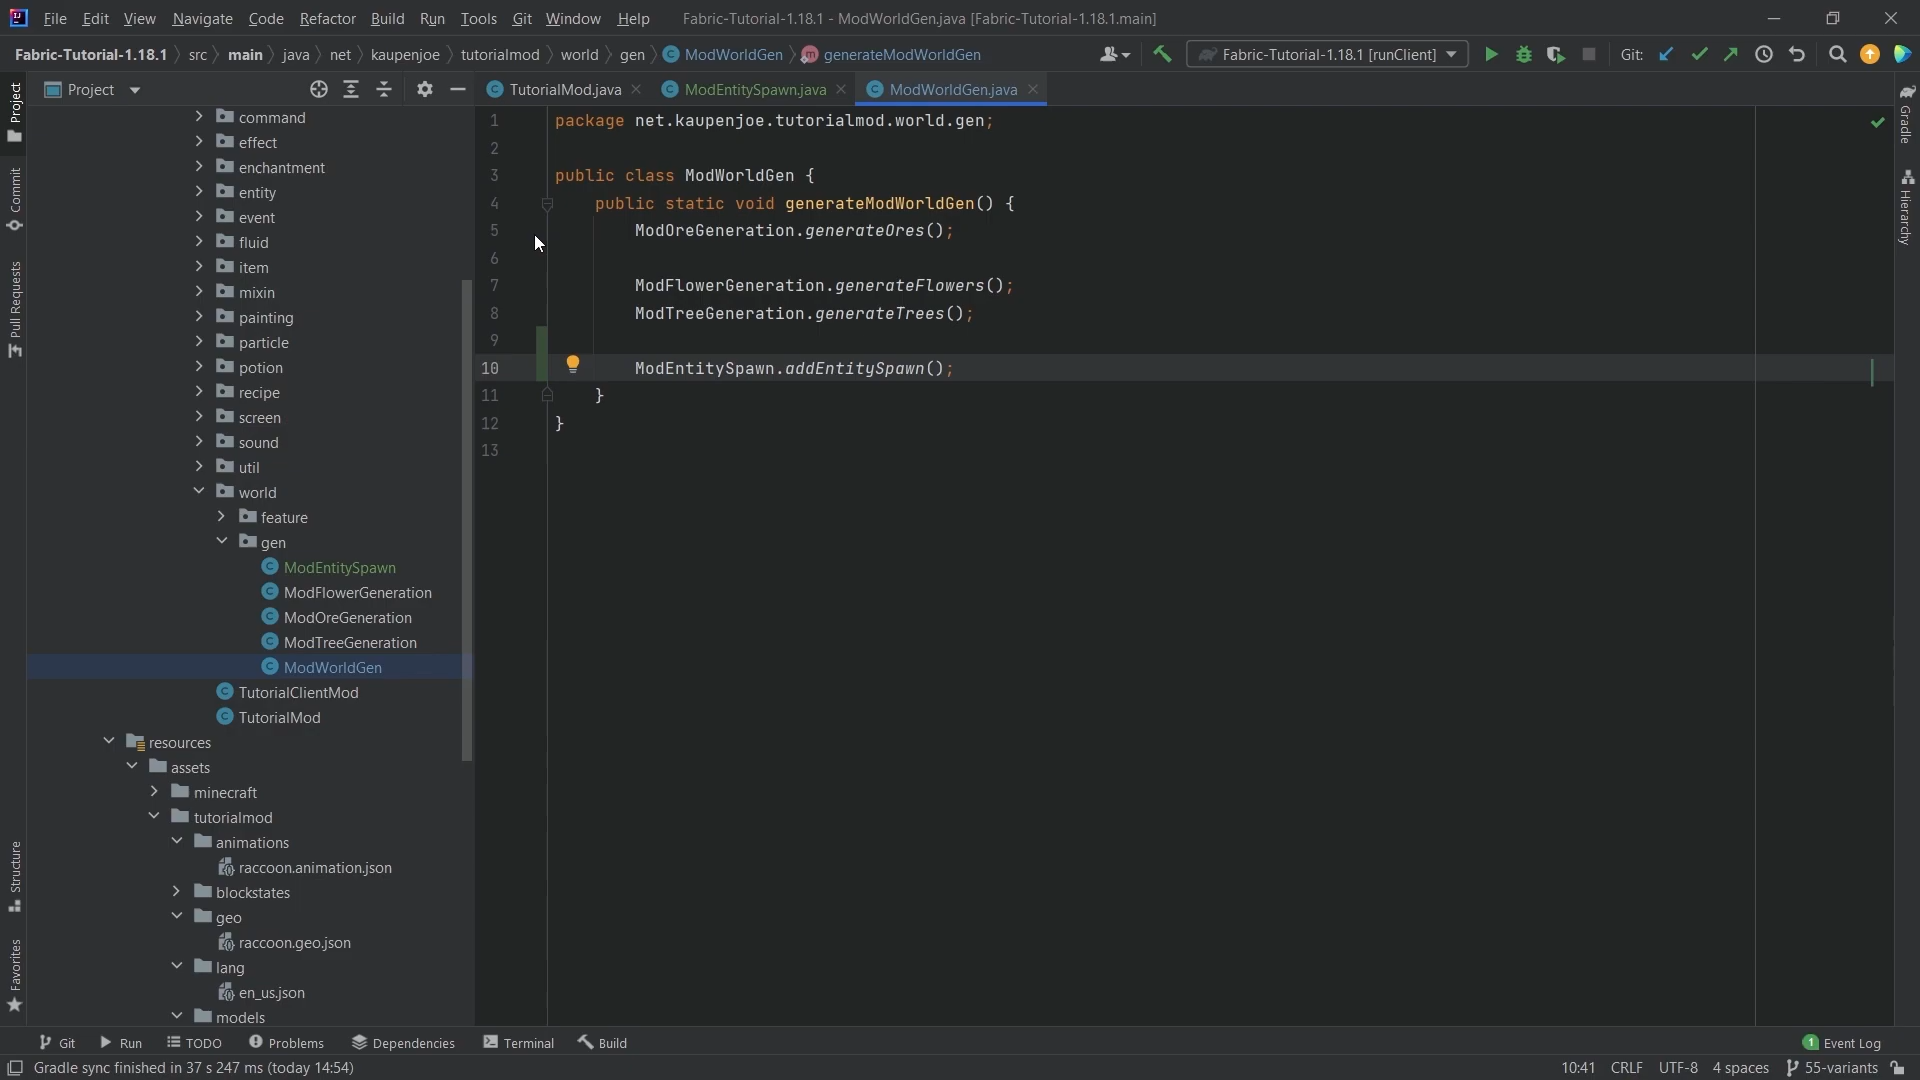 File Edit View Navigate Code Refactor Build Run Tools Git Window Help Fabric-Tutorial-1.18.1 - ModWorldGen.java [Fabric-Tutorial-1.18.1.main]
Fabric-Tutorial-1.18.1 src main java net kaupenjoe tutorialmod world gen ModWorldGen generateModWorldGen Fabric-Tutorial-1.18.1 [runClient] Git:
Project
TutorialMod.java ModEntitySpawn.java ModWorldGen.java
Project
Commit
Pull Requests
Structure
Favorites
command
effect
enchantment
entity
event
fluid
item
mixin
painting
particle
potion
recipe
screen
sound
util
world
feature
gen
ModEntitySpawn
ModFlowerGeneration
ModOreGeneration
ModTreeGeneration
ModWorldGen
TutorialClientMod
TutorialMod
resources
assets
minecraft
tutorialmod
animations
raccoon.animation.json
blockstates
geo
raccoon.geo.json
lang
en_us.json
models
1 package net.kaupenjoe.tutorialmod.world.gen;
2
3 public class ModWorldGen {
4 public static void generateModWorldGen() {
5 ModOreGeneration.generateOres();
6
7 ModFlowerGeneration.generateFlowers();
8 ModTreeGeneration.generateTrees();
9
10 ModEntitySpawn.addEntitySpawn();
11 }
12 }
13
Gradle
Hierarchy
Git Run TODO Problems Dependencies Terminal Build 1 Event Log
Gradle sync finished in 37 s 247 ms (today 14:54) 10:41 CRLF UTF-8 4 spaces 55-variants